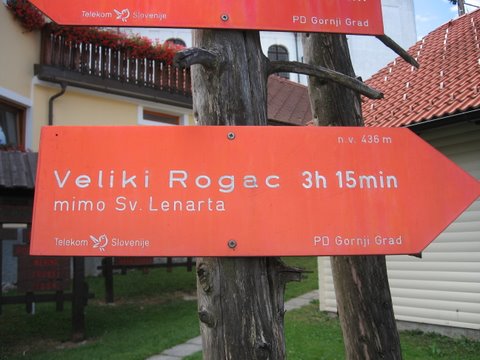 Telekom Slovenije PD Gornji Grad
n.v. 436 m
Veliki Rogac 3h 15min
mimo Sv. Lenarta
Telekom Slovenije PD Gornji Grad